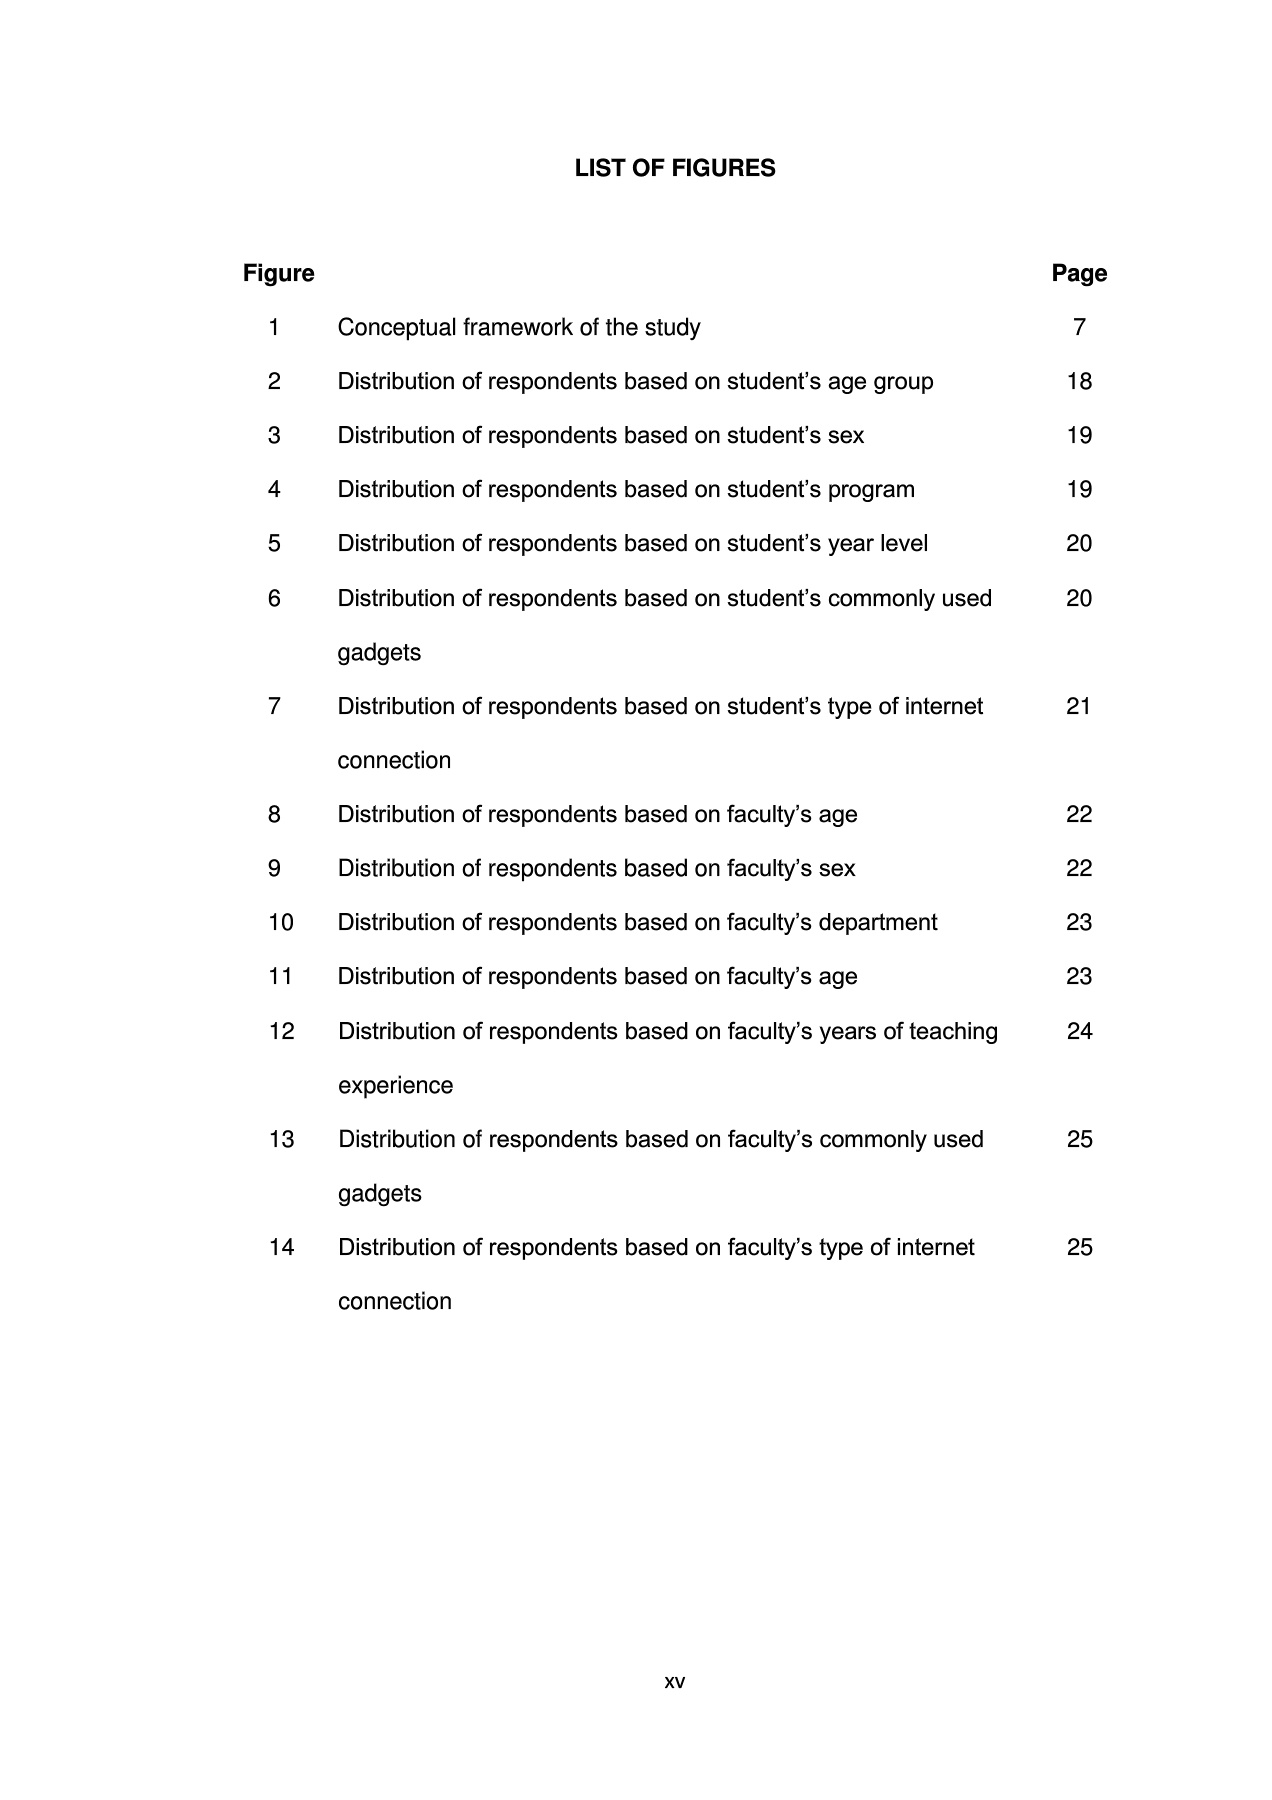 LIST OF FIGURES
Figure Page
1 Conceptual framework of the study 7
2 Distribution of respondents based on student’s age group 18
3 Distribution of respondents based on student’s sex 19
4 Distribution of respondents based on student’s program 19
5 Distribution of respondents based on student’s year level 20
6 Distribution of respondents based on student’s commonly used 20
gadgets
7 Distribution of respondents based on student’s type of internet 21
connection
8 Distribution of respondents based on faculty’s age 22
9 Distribution of respondents based on faculty’s sex 22
10 Distribution of respondents based on faculty’s department 23
11 Distribution of respondents based on faculty’s age 23
12 Distribution of respondents based on faculty’s years of teaching 24
experience
13 Distribution of respondents based on faculty’s commonly used 25
gadgets
14 Distribution of respondents based on faculty’s type of internet 25
connection
xv